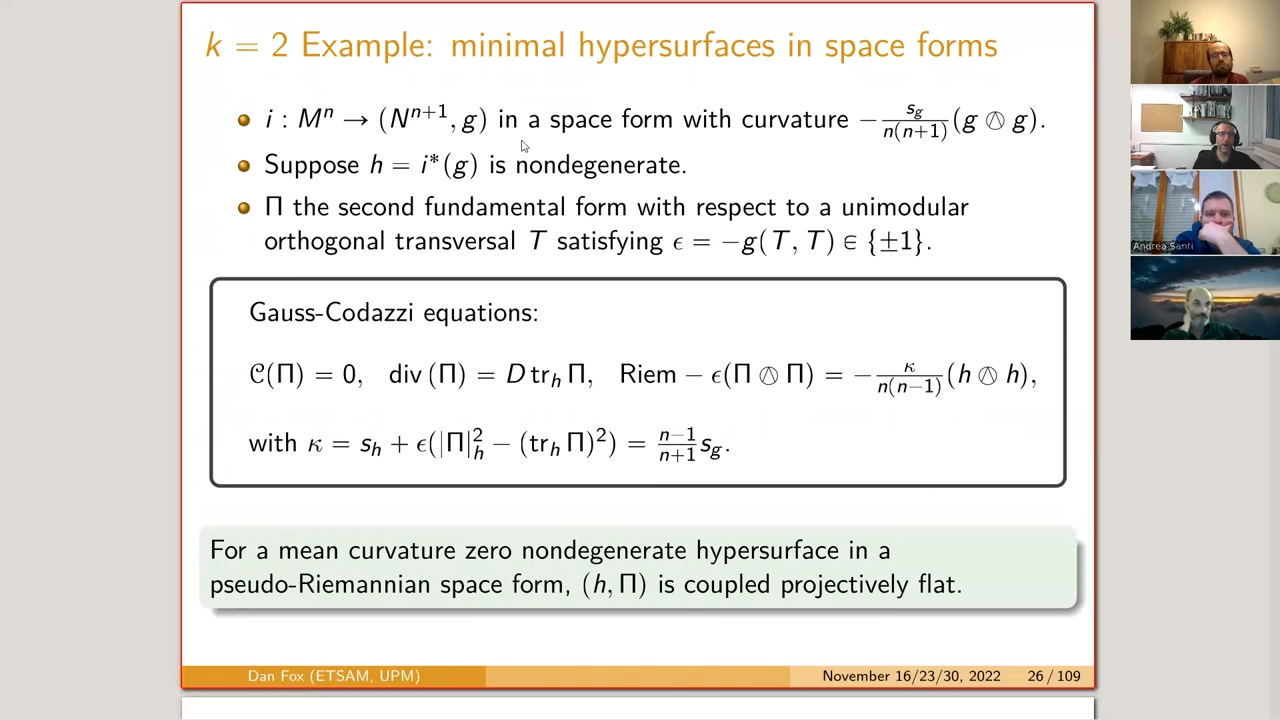 k = 2 Example: minimal hypersurfaces in space forms
i : Mⁿ → (Nⁿ⁺¹, g) in a space form with curvature − s_g/n(n+1) (g ⊘ g).
Suppose h = i*(g) is nondegenerate.
Π the second fundamental form with respect to a unimodular
orthogonal transversal T satisfying ϵ = −g(T, T) ∈ {±1}.
Gauss-Codazzi equations:
𝒞(Π) = 0, div (Π) = D tr_h Π, Riem − ϵ(Π ⊘ Π) = − κ/n(n−1) (h ⊘ h),
with κ = s_h + ϵ(|Π|²_h − (tr_h Π)²) = n−1/n+1 s_g.
For a mean curvature zero nondegenerate hypersurface in a
pseudo-Riemannian space form, (h, Π) is coupled projectively flat.
Dan Fox (ETSAM, UPM) November 16/23/30, 2022 26 / 109
Andrea Santi